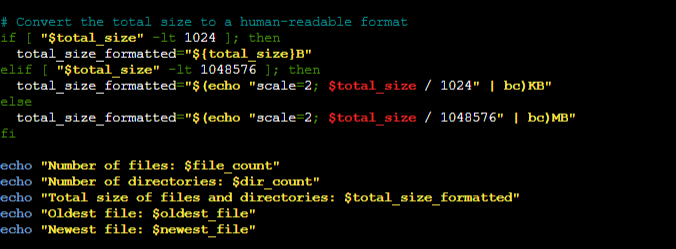 # Convert the total size to a human-readable format
if [ "$total_size" -lt 1024 ]; then
  total_size_formatted="${total_size}B"
elif [ "$total_size" -lt 1048576 ]; then
  total_size_formatted="$(echo "scale=2; $total_size / 1024" | bc)KB"
else
  total_size_formatted="$(echo "scale=2; $total_size / 1048576" | bc)MB"
fi

echo "Number of files: $file_count"
echo "Number of directories: $dir_count"
echo "Total size of files and directories: $total_size_formatted"
echo "Oldest file: $oldest_file"
echo "Newest file: $newest_file"